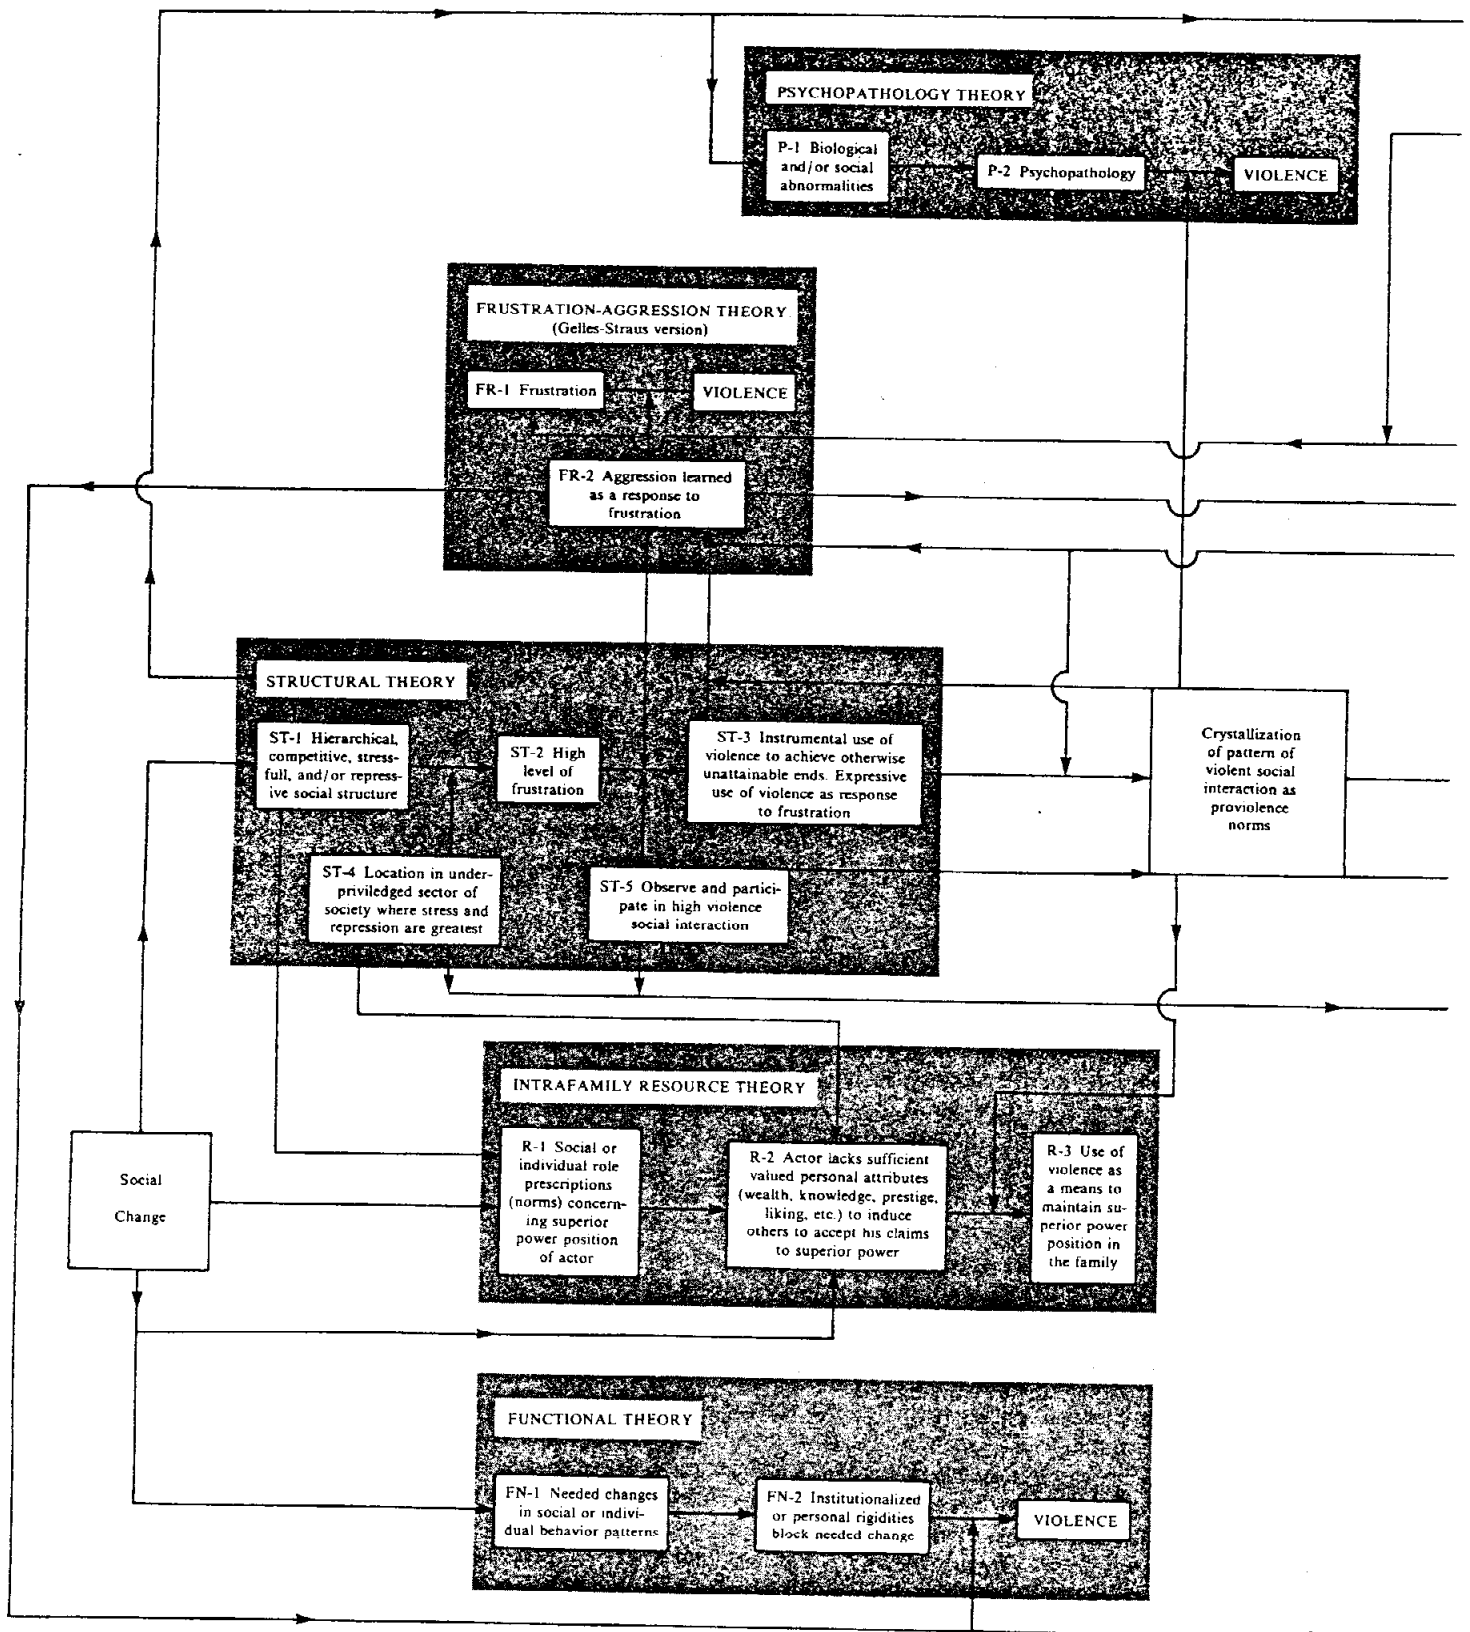 PSYCHOPATHOLOGY THEORY
P-1 Biological
and/or social
abnormalities
P-2 Psychopathology
VIOLENCE
FRUSTRATION-AGGRESSION THEORY
(Gelles-Straus version)
FR-1 Frustration
VIOLENCE
FR-2 Aggression learned
as a response to
frustration
STRUCTURAL THEORY
ST-1 Hierarchical,
competitive, stress-
full, and/or repress-
ive social structure
ST-2 High
level of
frustration
ST-3 Instrumental use of
violence to achieve otherwise
unattainable ends. Expressive
use of violence as response
to frustration
Crystallization
of pattern of
violent social
interaction as
proviolence
norms
ST-4 Location in under-
priviledged sector of
society where stress and
repression are greatest
ST-5 Observe and partici-
pate in high violence
social interaction
INTRAFAMILY RESOURCE THEORY
Social
Change
R-1 Social or
individual role
prescriptions
(norms) concern-
ing superior
power position
of actor
R-2 Actor lacks sufficient
valued personal attributes
(wealth, knowledge, prestige,
liking, etc.) to induce
others to accept his claims
to superior power
R-3 Use of
violence as
a means to
maintain su-
perior power
position in
the family
FUNCTIONAL THEORY
FN-1 Needed changes
in social or indivi-
dual behavior patterns
FN-2 Institutionalized
or personal rigidities
block needed change
VIOLENCE